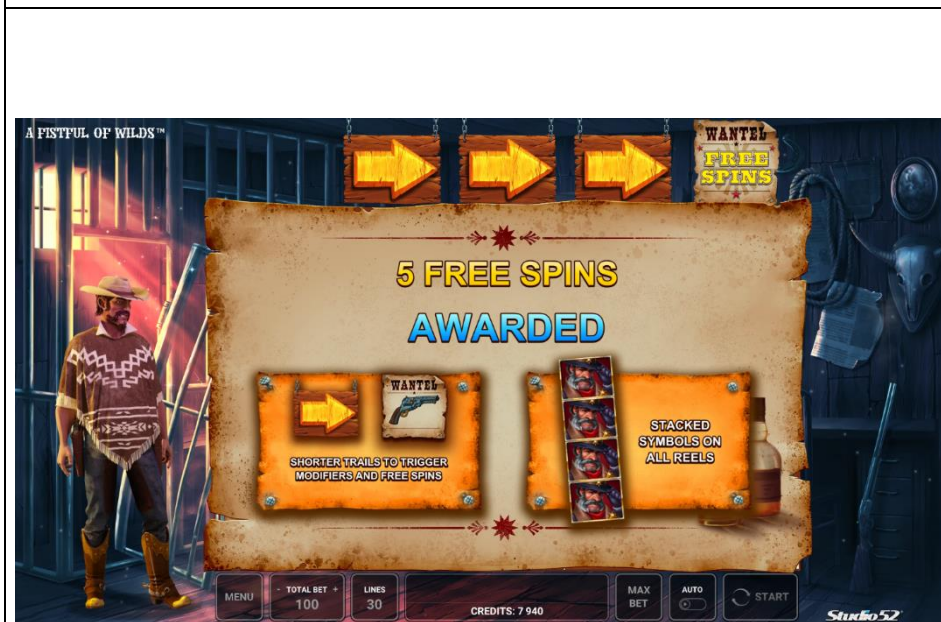 A FISTFUL OF WILDS™
WANTED
FREE
SPINS
5 FREE SPINS
AWARDED
WANTED
SHORTER TRAILS TO TRIGGER
MODIFIERS AND FREE SPINS
STACKED
SYMBOLS ON
ALL REELS
MENU
- TOTAL BET +
100
LINES
30
CREDITS: 7 940
MAX
BET
AUTO
START
Studio52